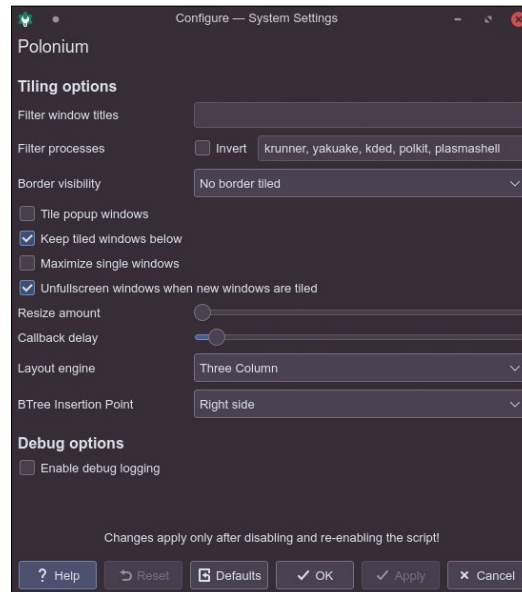 Configure — System Settings
Polonium
Tiling options
Filter window titles
Filter processes Invert krunner, yakuake, kded, polkit, plasmashell
Border visibility No border tiled
Tile popup windows
Keep tiled windows below
Maximize single windows
Unfullscreen windows when new windows are tiled
Resize amount
Callback delay
Layout engine Three Column
BTree Insertion Point Right side
Debug options
Enable debug logging
Changes apply only after disabling and re-enabling the script!
? Help Reset Defaults OK Apply Cancel